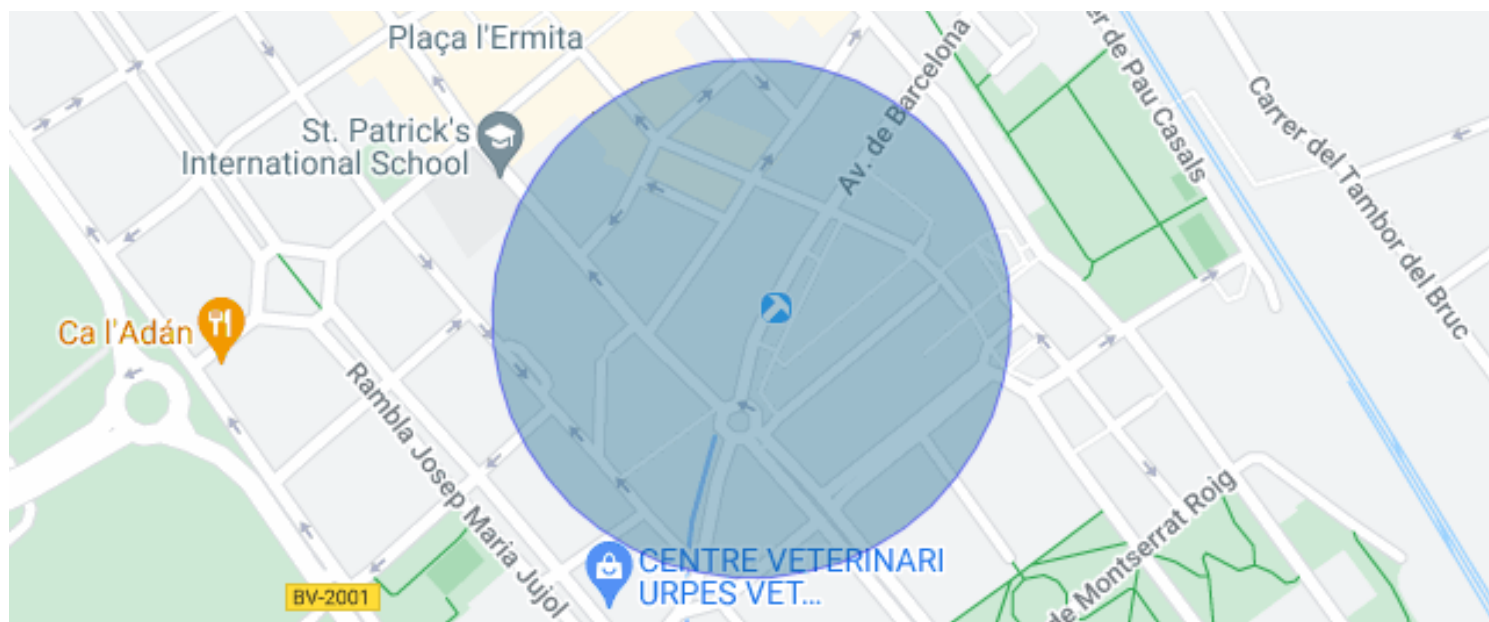 Plaça l'Ermita
St. Patrick's
International School
Av. de Barcelona
er de Pau Casals
Carrer del Tambor del Bruc
Ca l'Adán
Rambla Josep Maria Jujol
CENTRE VETERINARI
URPES VET...
BV-2001
de Montserrat Roig